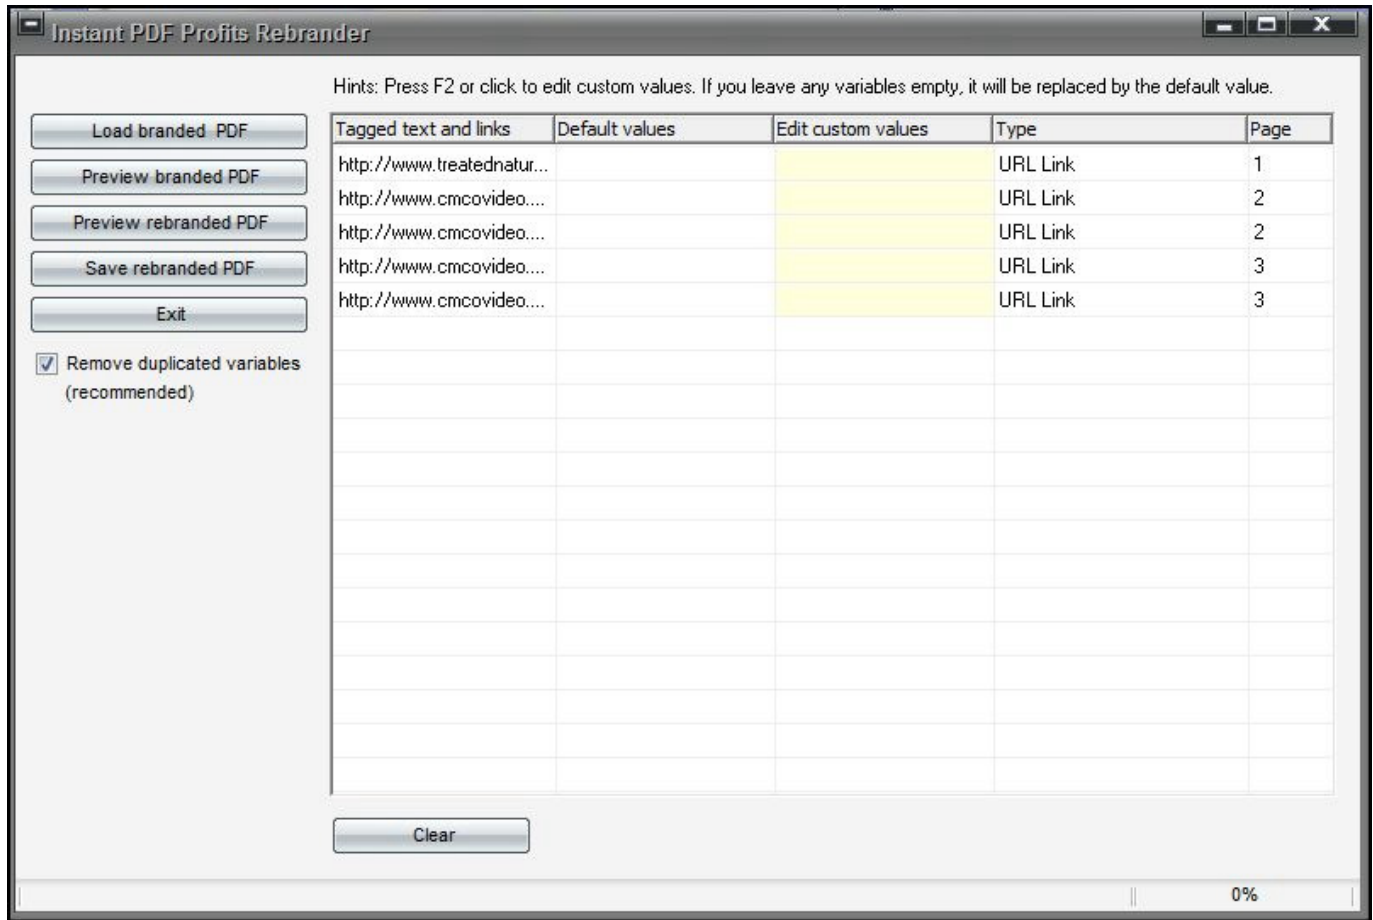 Instant PDF Profits Rebrander
Hints: Press F2 or click to edit custom values. If you leave any variables empty, it will be replaced by the default value.
Load branded PDF
Preview branded PDF
Preview rebranded PDF
Save rebranded PDF
Exit
Remove duplicated variables
(recommended)
Tagged text and links Default values Edit custom values Type Page
http://www.treatednatur... URL Link 1
http://www.cmcovideo.... URL Link 2
http://www.cmcovideo.... URL Link 2
http://www.cmcovideo.... URL Link 3
http://www.cmcovideo.... URL Link 3
Clear
0%